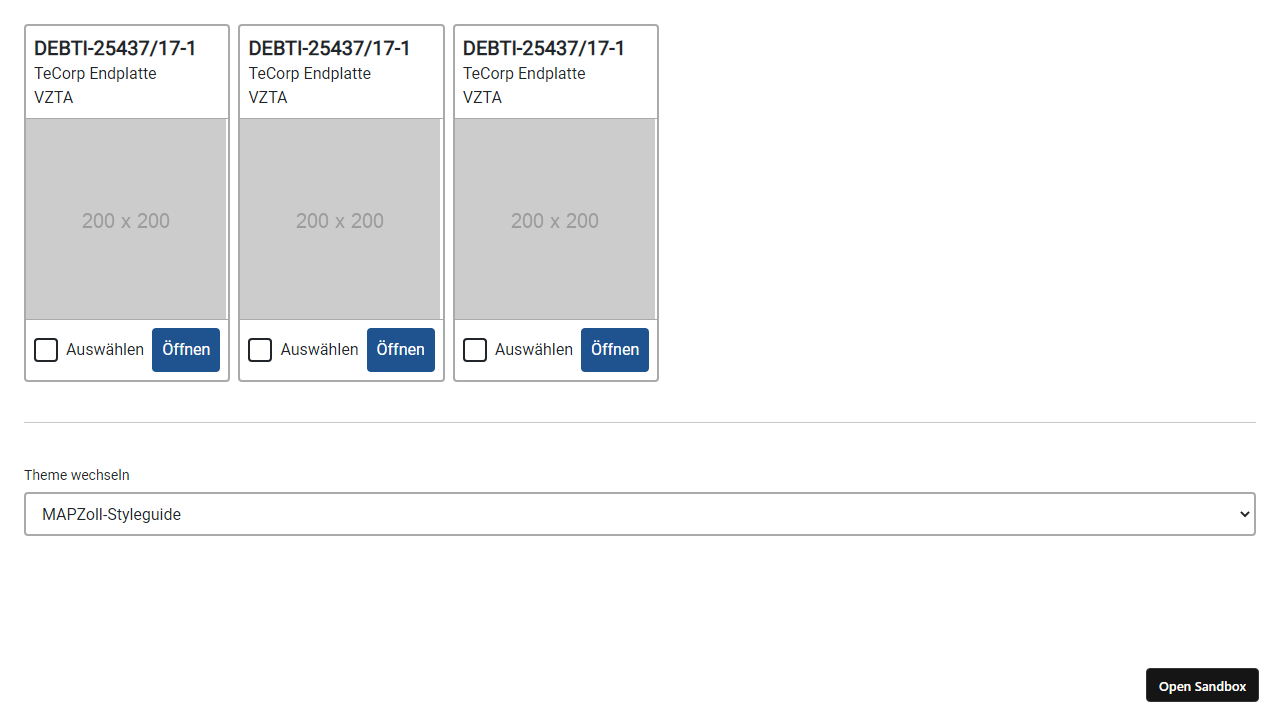 DEBTI-25437/17-1
TeCorp Endplatte
VZTA
200 x 200
Auswählen
Öffnen
DEBTI-25437/17-1
TeCorp Endplatte
VZTA
200 x 200
Auswählen
Öffnen
DEBTI-25437/17-1
TeCorp Endplatte
VZTA
200 x 200
Auswählen
Öffnen
Theme wechseln
MAPZoll-Styleguide
Open Sandbox